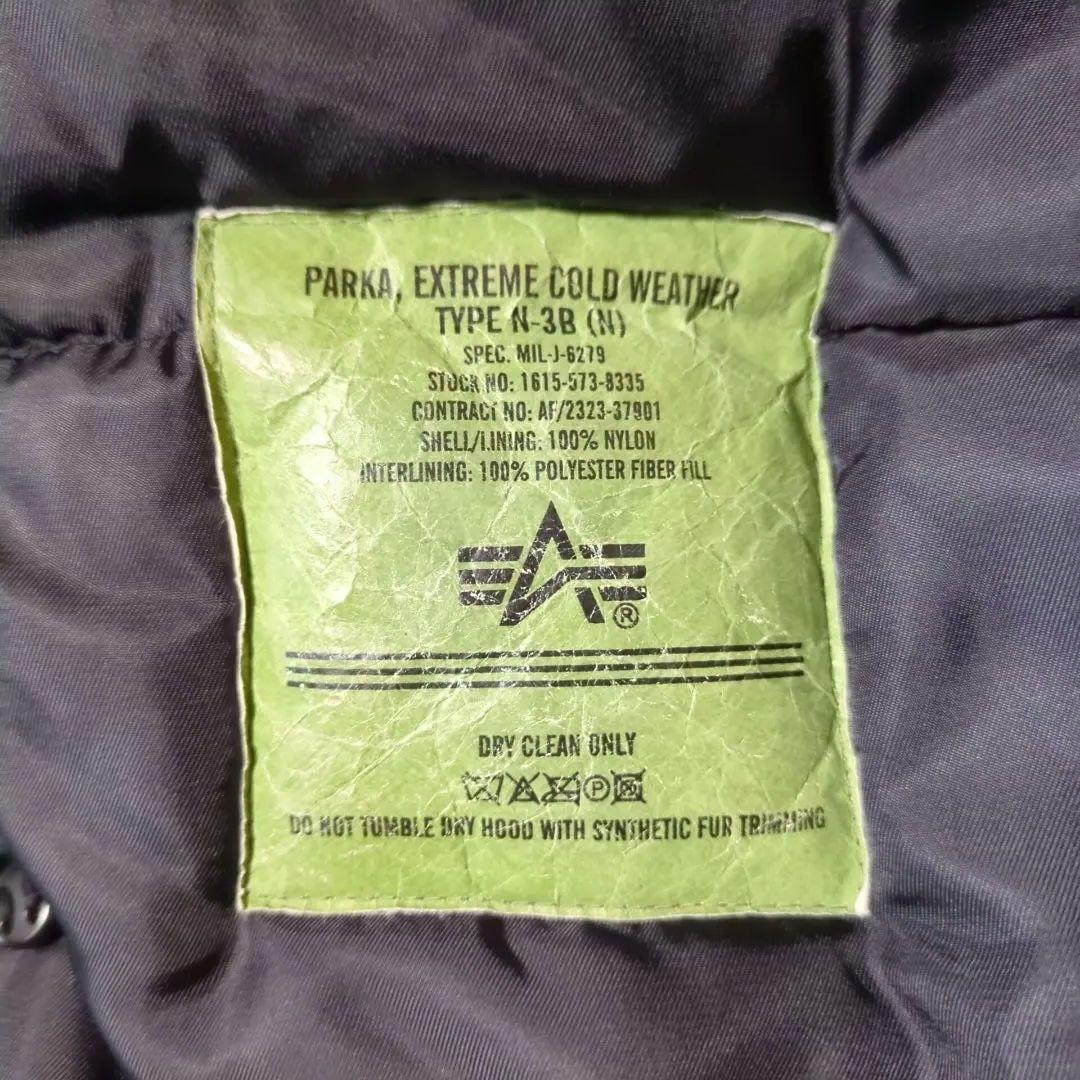 PARKA, EXTREME COLD WEATHER
TYPE N-3B (N)
SPEC. MIL-J-6279
STOCK NO: 1615-573-8335
CONTRACT NO: AF/2323-37901
SHELL/LINING: 100% NYLON
INTERLINING: 100% POLYESTER FIBER FILL
®
DRY CLEAN ONLY
P
DO NOT TUMBLE DRY HOOD WITH SYNTHETIC FUR TRIMMING